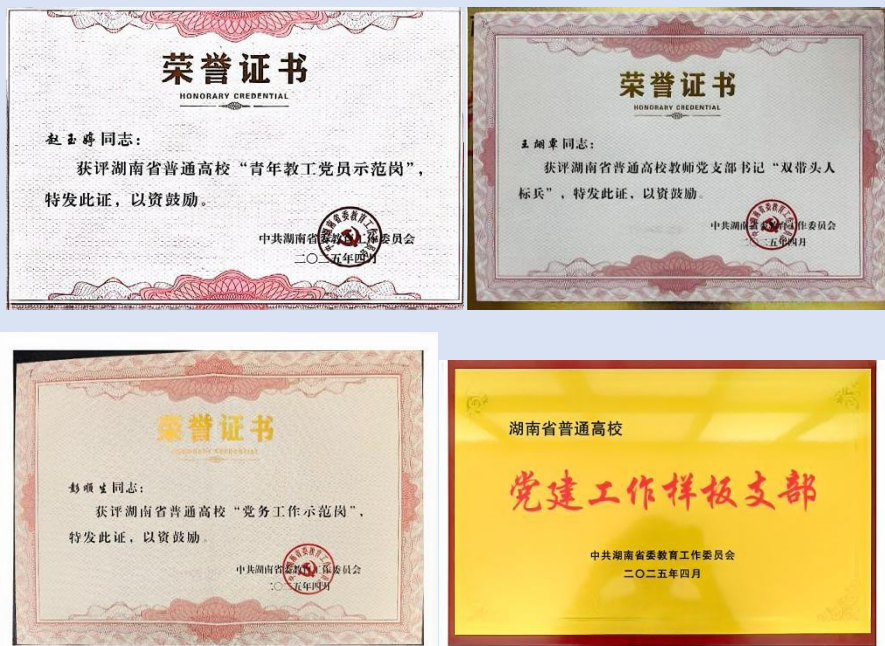 荣誉证书
HONORARY CREDENTIAL
赵玉婷同志：
获评湖南省普通高校“青年教工党员示范岗”，
特发此证，以资鼓励。
中共湖南省委教育工作委员会
二〇二五年四月
荣誉证书
HONORARY CREDENTIAL
王翊覃同志：
获评湖南省普通高校教师党支部书记“双带头人
标兵”，特发此证，以资鼓励。
中共湖南省委教育工作委员会
二〇二五年四月
荣誉证书
HONORARY CREDENTIAL
彭顺生同志：
获评湖南省普通高校“党务工作示范岗”，
特发此证，以资鼓励。
中共湖南省委教育工作委员会
二〇二五年四月
湖南省普通高校
党建工作样板支部
中共湖南省委教育工作委员会
二〇二五年四月